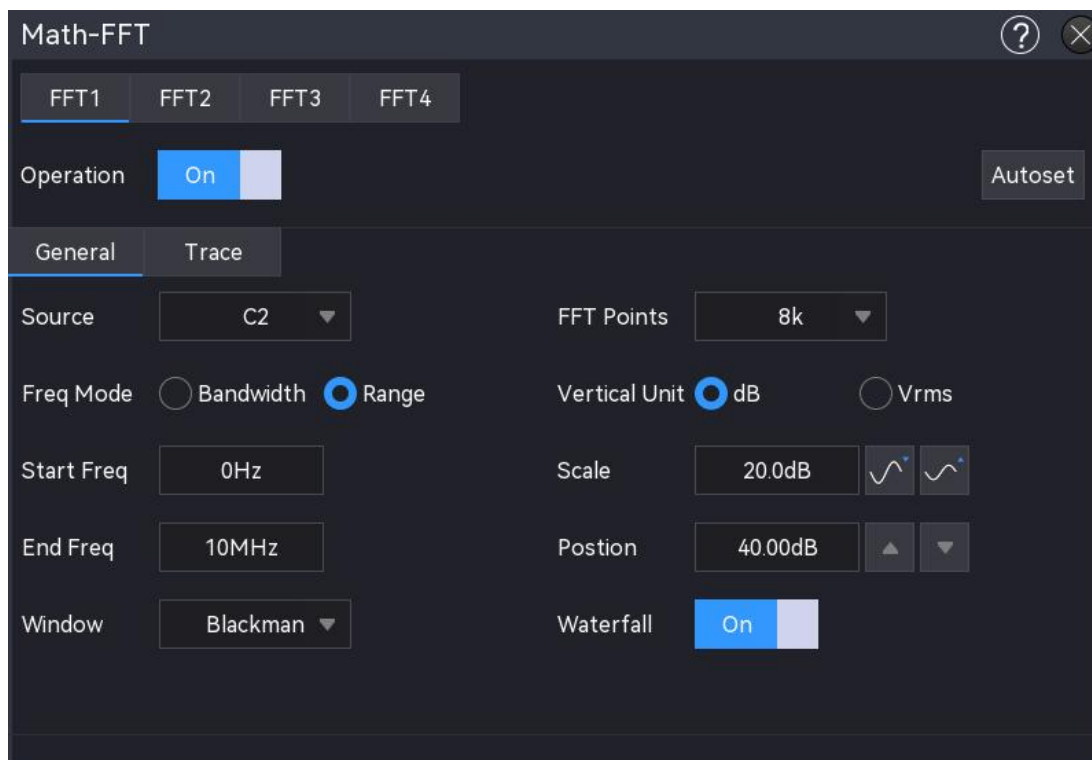 Math-FFT ?
FFT1 FFT2 FFT3 FFT4
Operation On Autoset
General Trace
Source C2 FFT Points 8k
Freq Mode Bandwidth Range Vertical Unit dB Vrms
Start Freq 0Hz Scale 20.0dB
End Freq 10MHz Postion 40.00dB
Window Blackman Waterfall On